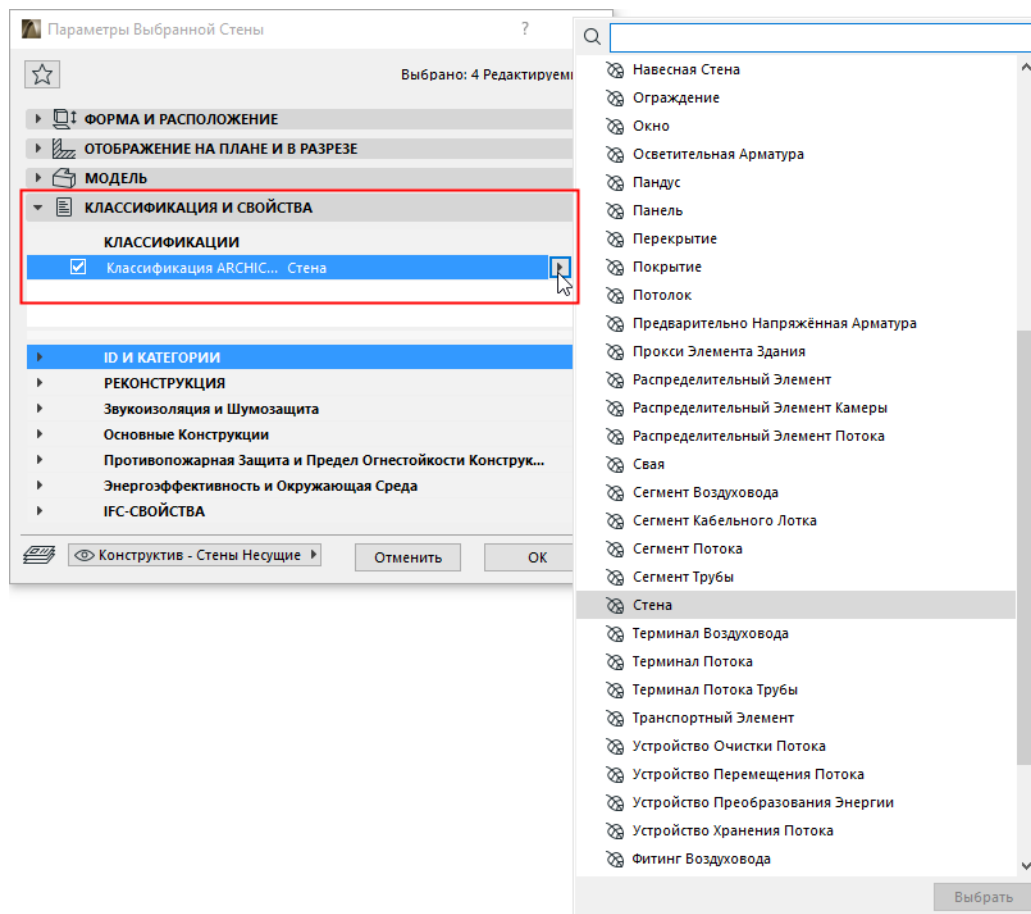 Параметры Выбранной Стены
?
Выбрано: 4 Редактируем
ФОРМА И РАСПОЛОЖЕНИЕ
ОТОБРАЖЕНИЕ НА ПЛАНЕ И В РАЗРЕЗЕ
МОДЕЛЬ
КЛАССИФИКАЦИЯ И СВОЙСТВА
КЛАССИФИКАЦИИ
Классификация ARCHIC... Стена
ID И КАТЕГОРИИ
РЕКОНСТРУКЦИЯ
Звукоизоляция и Шумозащита
Основные Конструкции
Противопожарная Защита и Предел Огнестойкости Конструк...
Энергоэффективность и Окружающая Среда
IFC-СВОЙСТВА
Конструктив - Стены Несущие
Отменить
OK
Навесная Стена
Ограждение
Окно
Осветительная Арматура
Пандус
Панель
Перекрытие
Покрытие
Потолок
Предварительно Напряжённая Арматура
Прокси Элемента Здания
Распределительный Элемент
Распределительный Элемент Камеры
Распределительный Элемент Потока
Свая
Сегмент Воздуховода
Сегмент Кабельного Лотка
Сегмент Потока
Сегмент Трубы
Стена
Терминал Воздуховода
Терминал Потока
Терминал Потока Трубы
Транспортный Элемент
Устройство Очистки Потока
Устройство Перемещения Потока
Устройство Преобразования Энергии
Устройство Хранения Потока
Фитинг Воздуховода
Выбрать